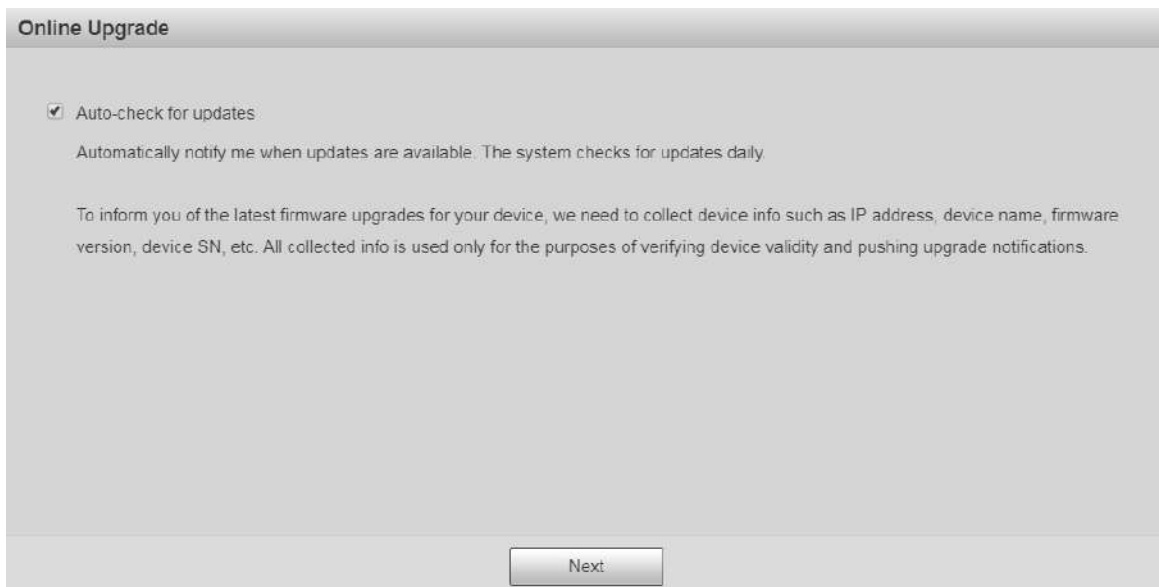 Online Upgrade
Auto-check for updates
Automatically notify me when updates are available. The system checks for updates daily.
To inform you of the latest firmware upgrades for your device, we need to collect device info such as IP address, device name, firmware
version, device SN, etc. All collected info is used only for the purposes of verifying device validity and pushing upgrade notifications.
Next